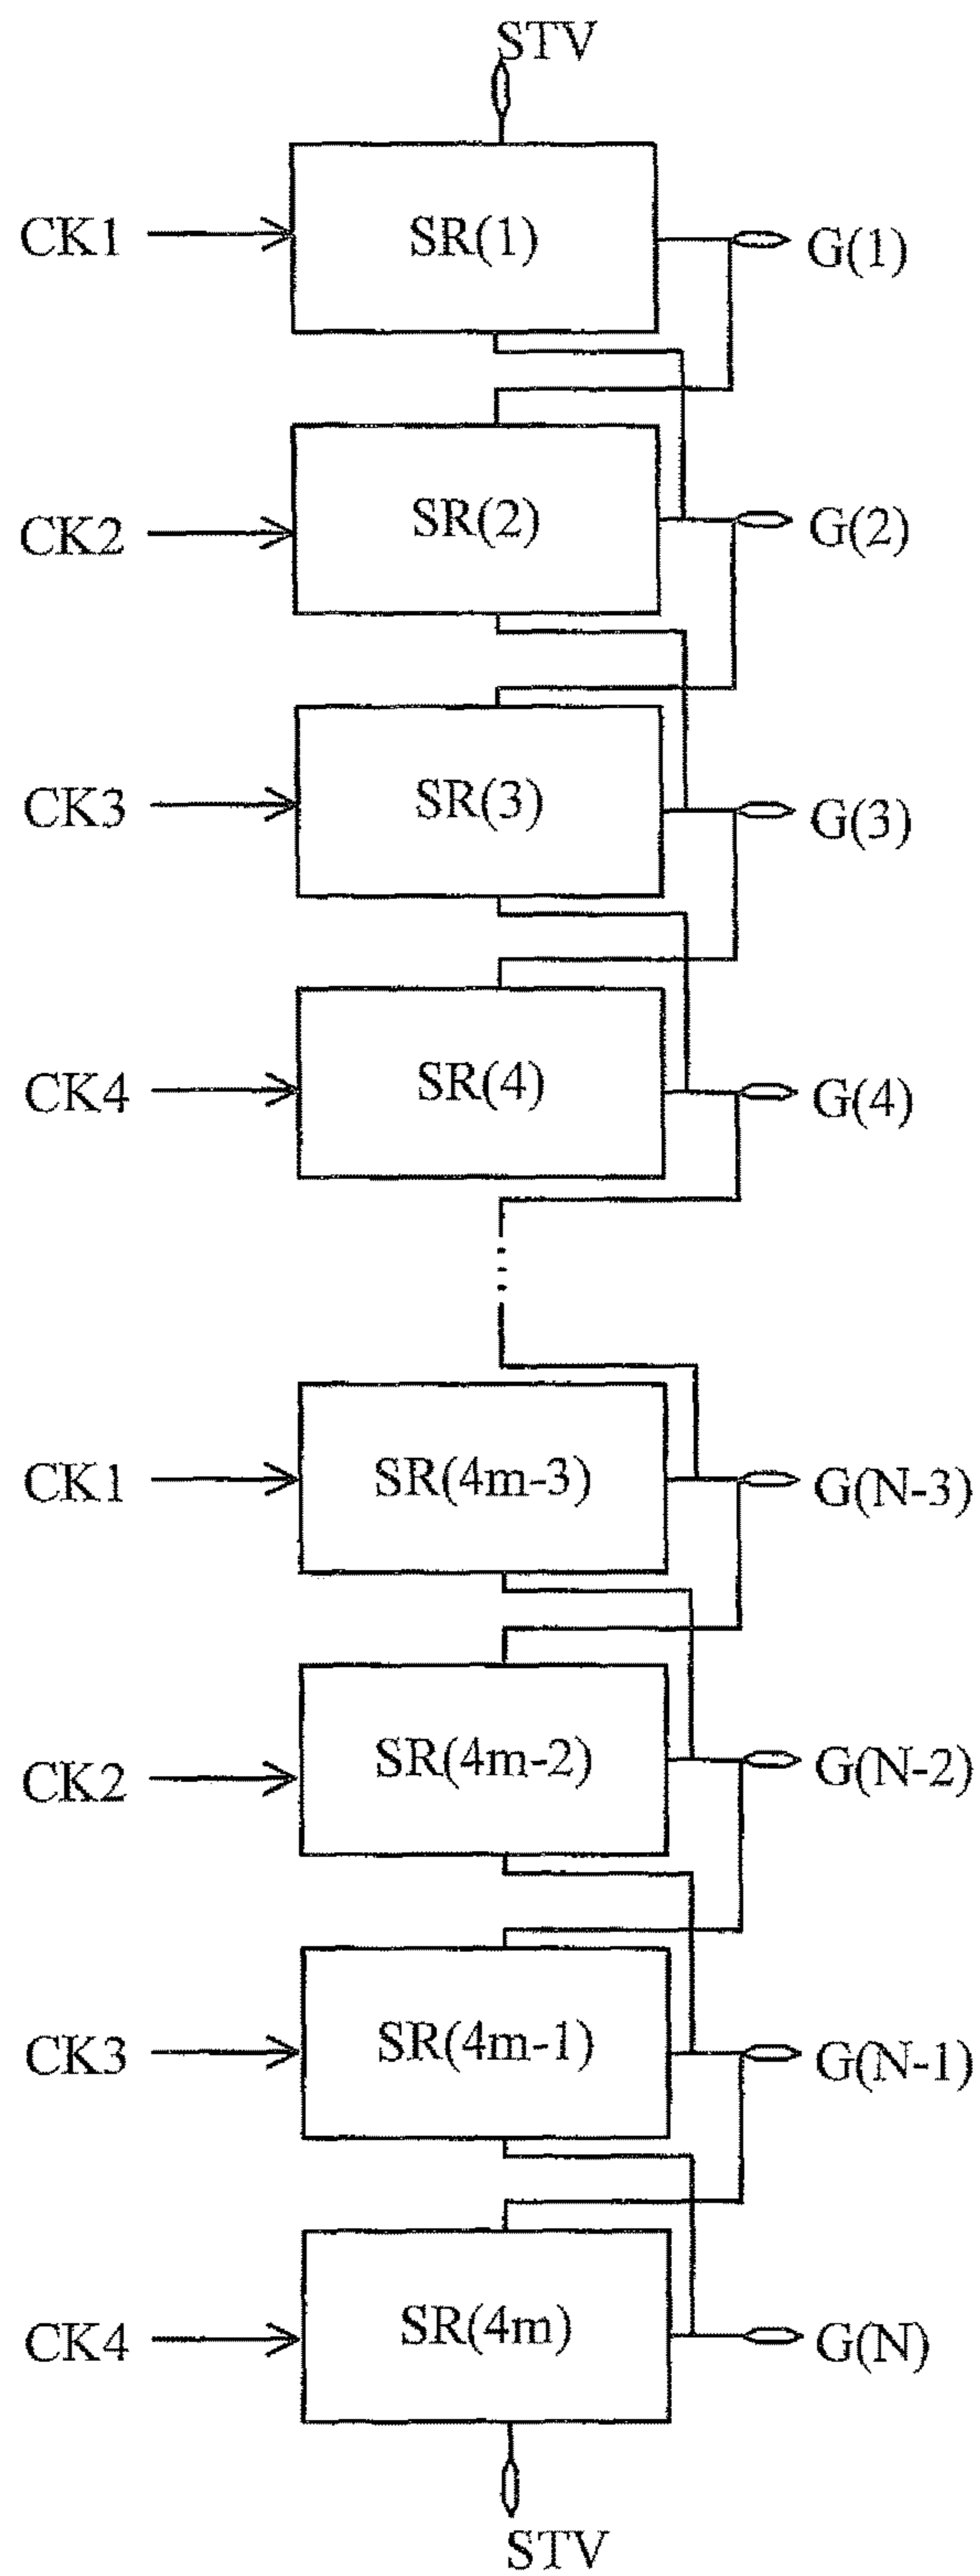 STV
CK1 SR(1) G(1)
CK2 SR(2) G(2)
CK3 SR(3) G(3)
CK4 SR(4) G(4)
CK1 SR(4m-3) G(N-3)
CK2 SR(4m-2) G(N-2)
CK3 SR(4m-1) G(N-1)
CK4 SR(4m) G(N)
STV